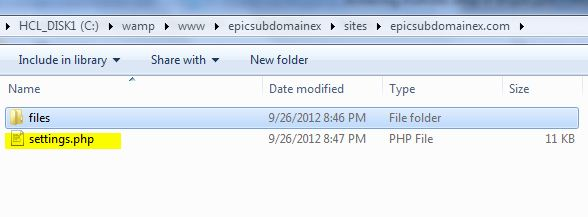 HCL_DISK1 (C:) ▸ wamp ▸ www ▸ epicsubdomainex ▸ sites ▸ epicsubdomainex.com ▸
Include in library Share with New folder
Name Date modified Type Size
files 9/26/2012 8:46 PM File folder
settings.php 9/26/2012 8:47 PM PHP File 11 KB